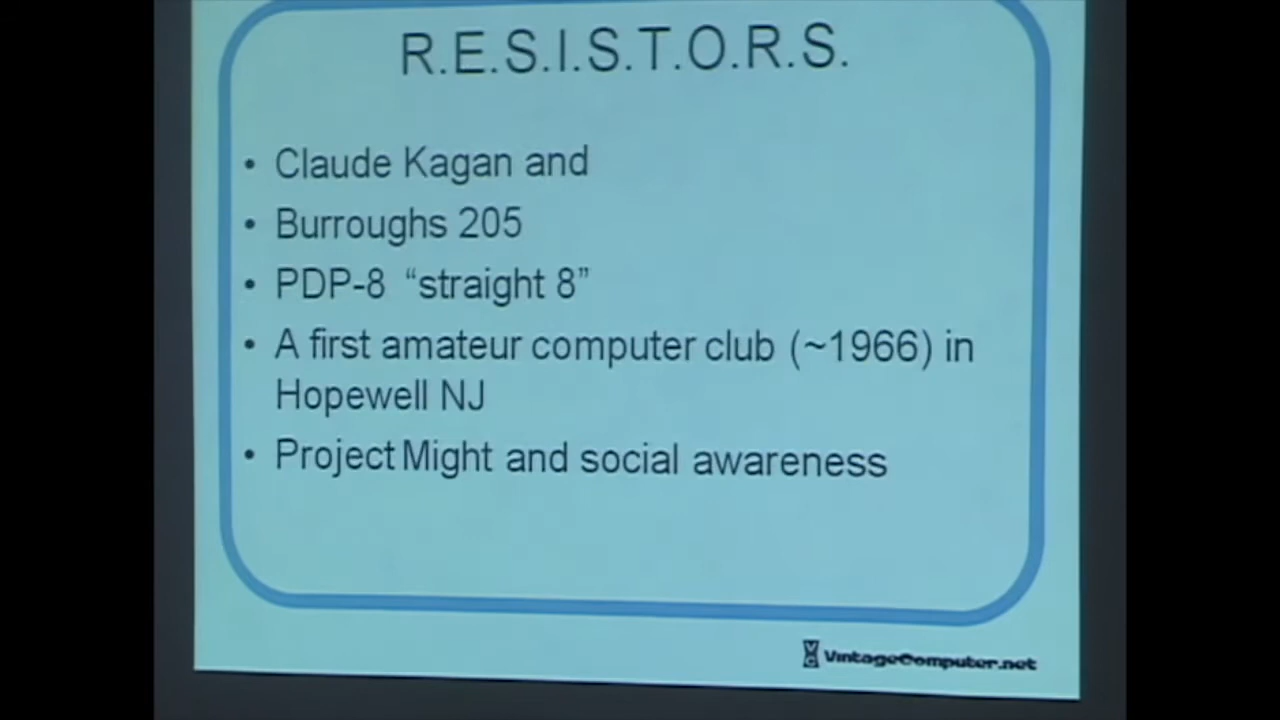 R.E.S.I.S.T.O.R.S.
• Claude Kagan and
• Burroughs 205
• PDP-8 “straight 8”
• A first amateur computer club (~1966) in
Hopewell NJ
• Project Might and social awareness
VC VintageComputer.net